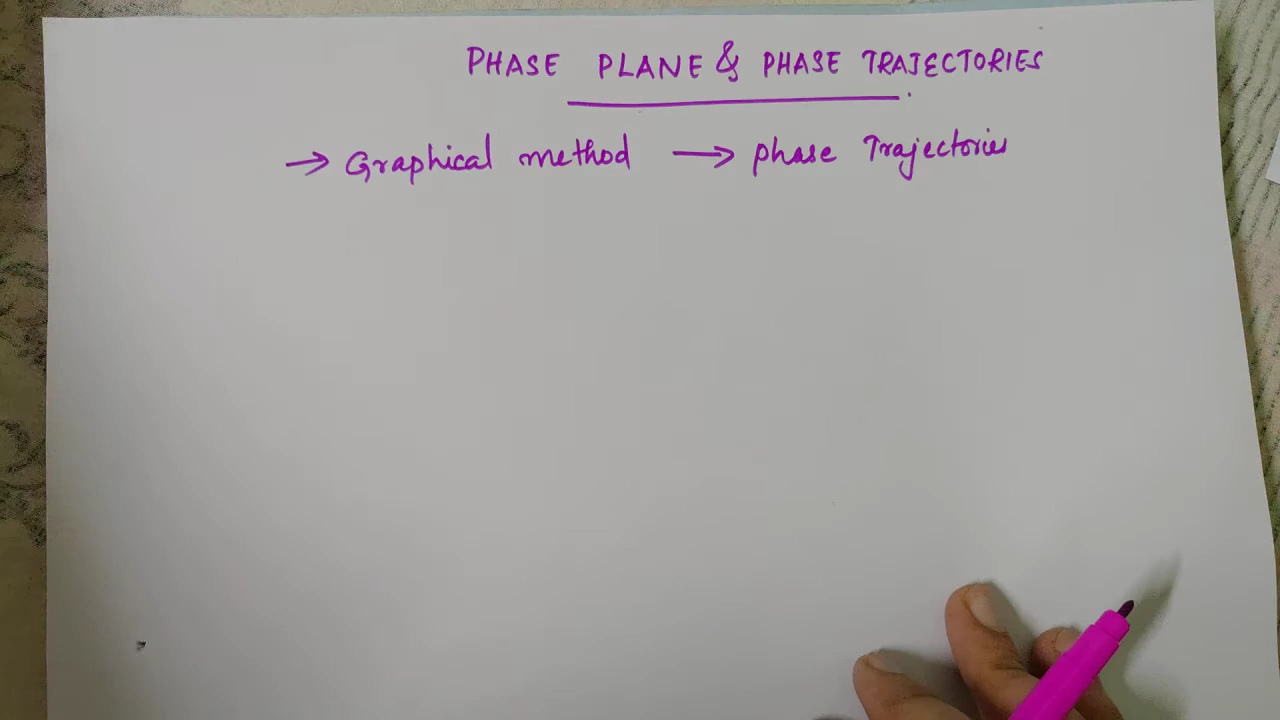 PHASE PLANE & PHASE TRAJECTORIES
→ Graphical method → phase Trajectories